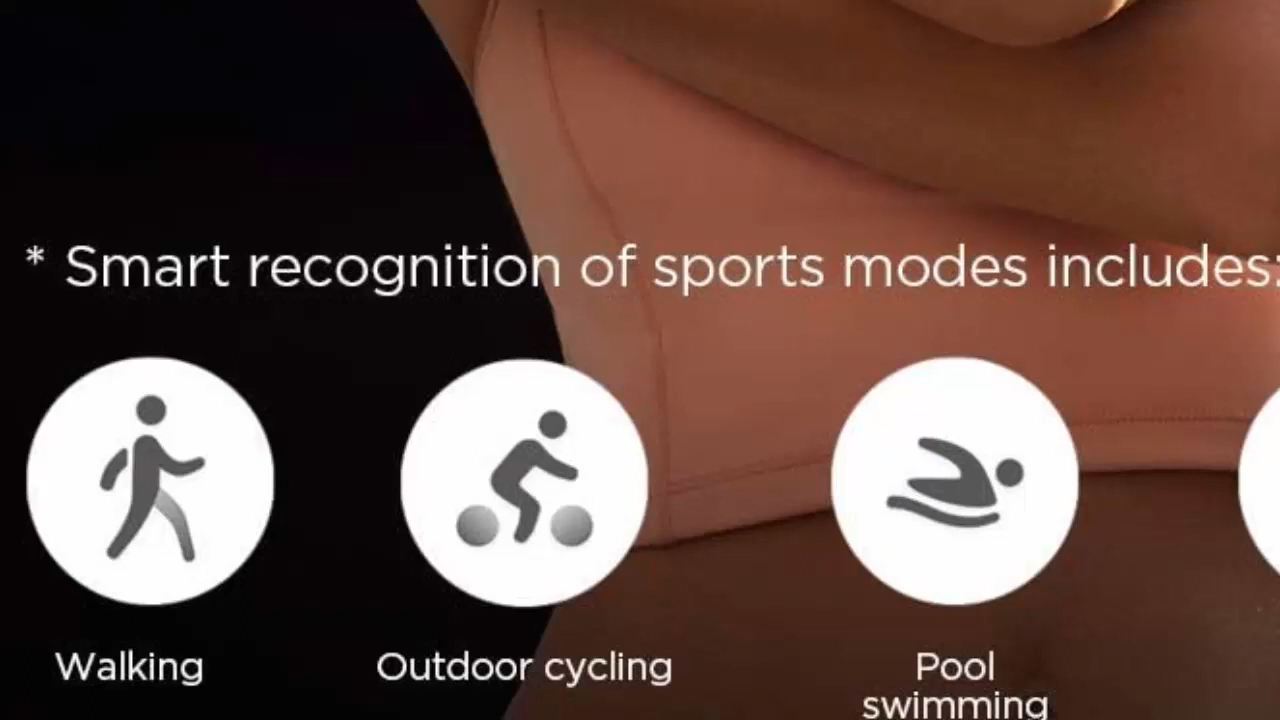 * Smart recognition of sports modes includes:
Walking
Outdoor cycling
Pool
swimming